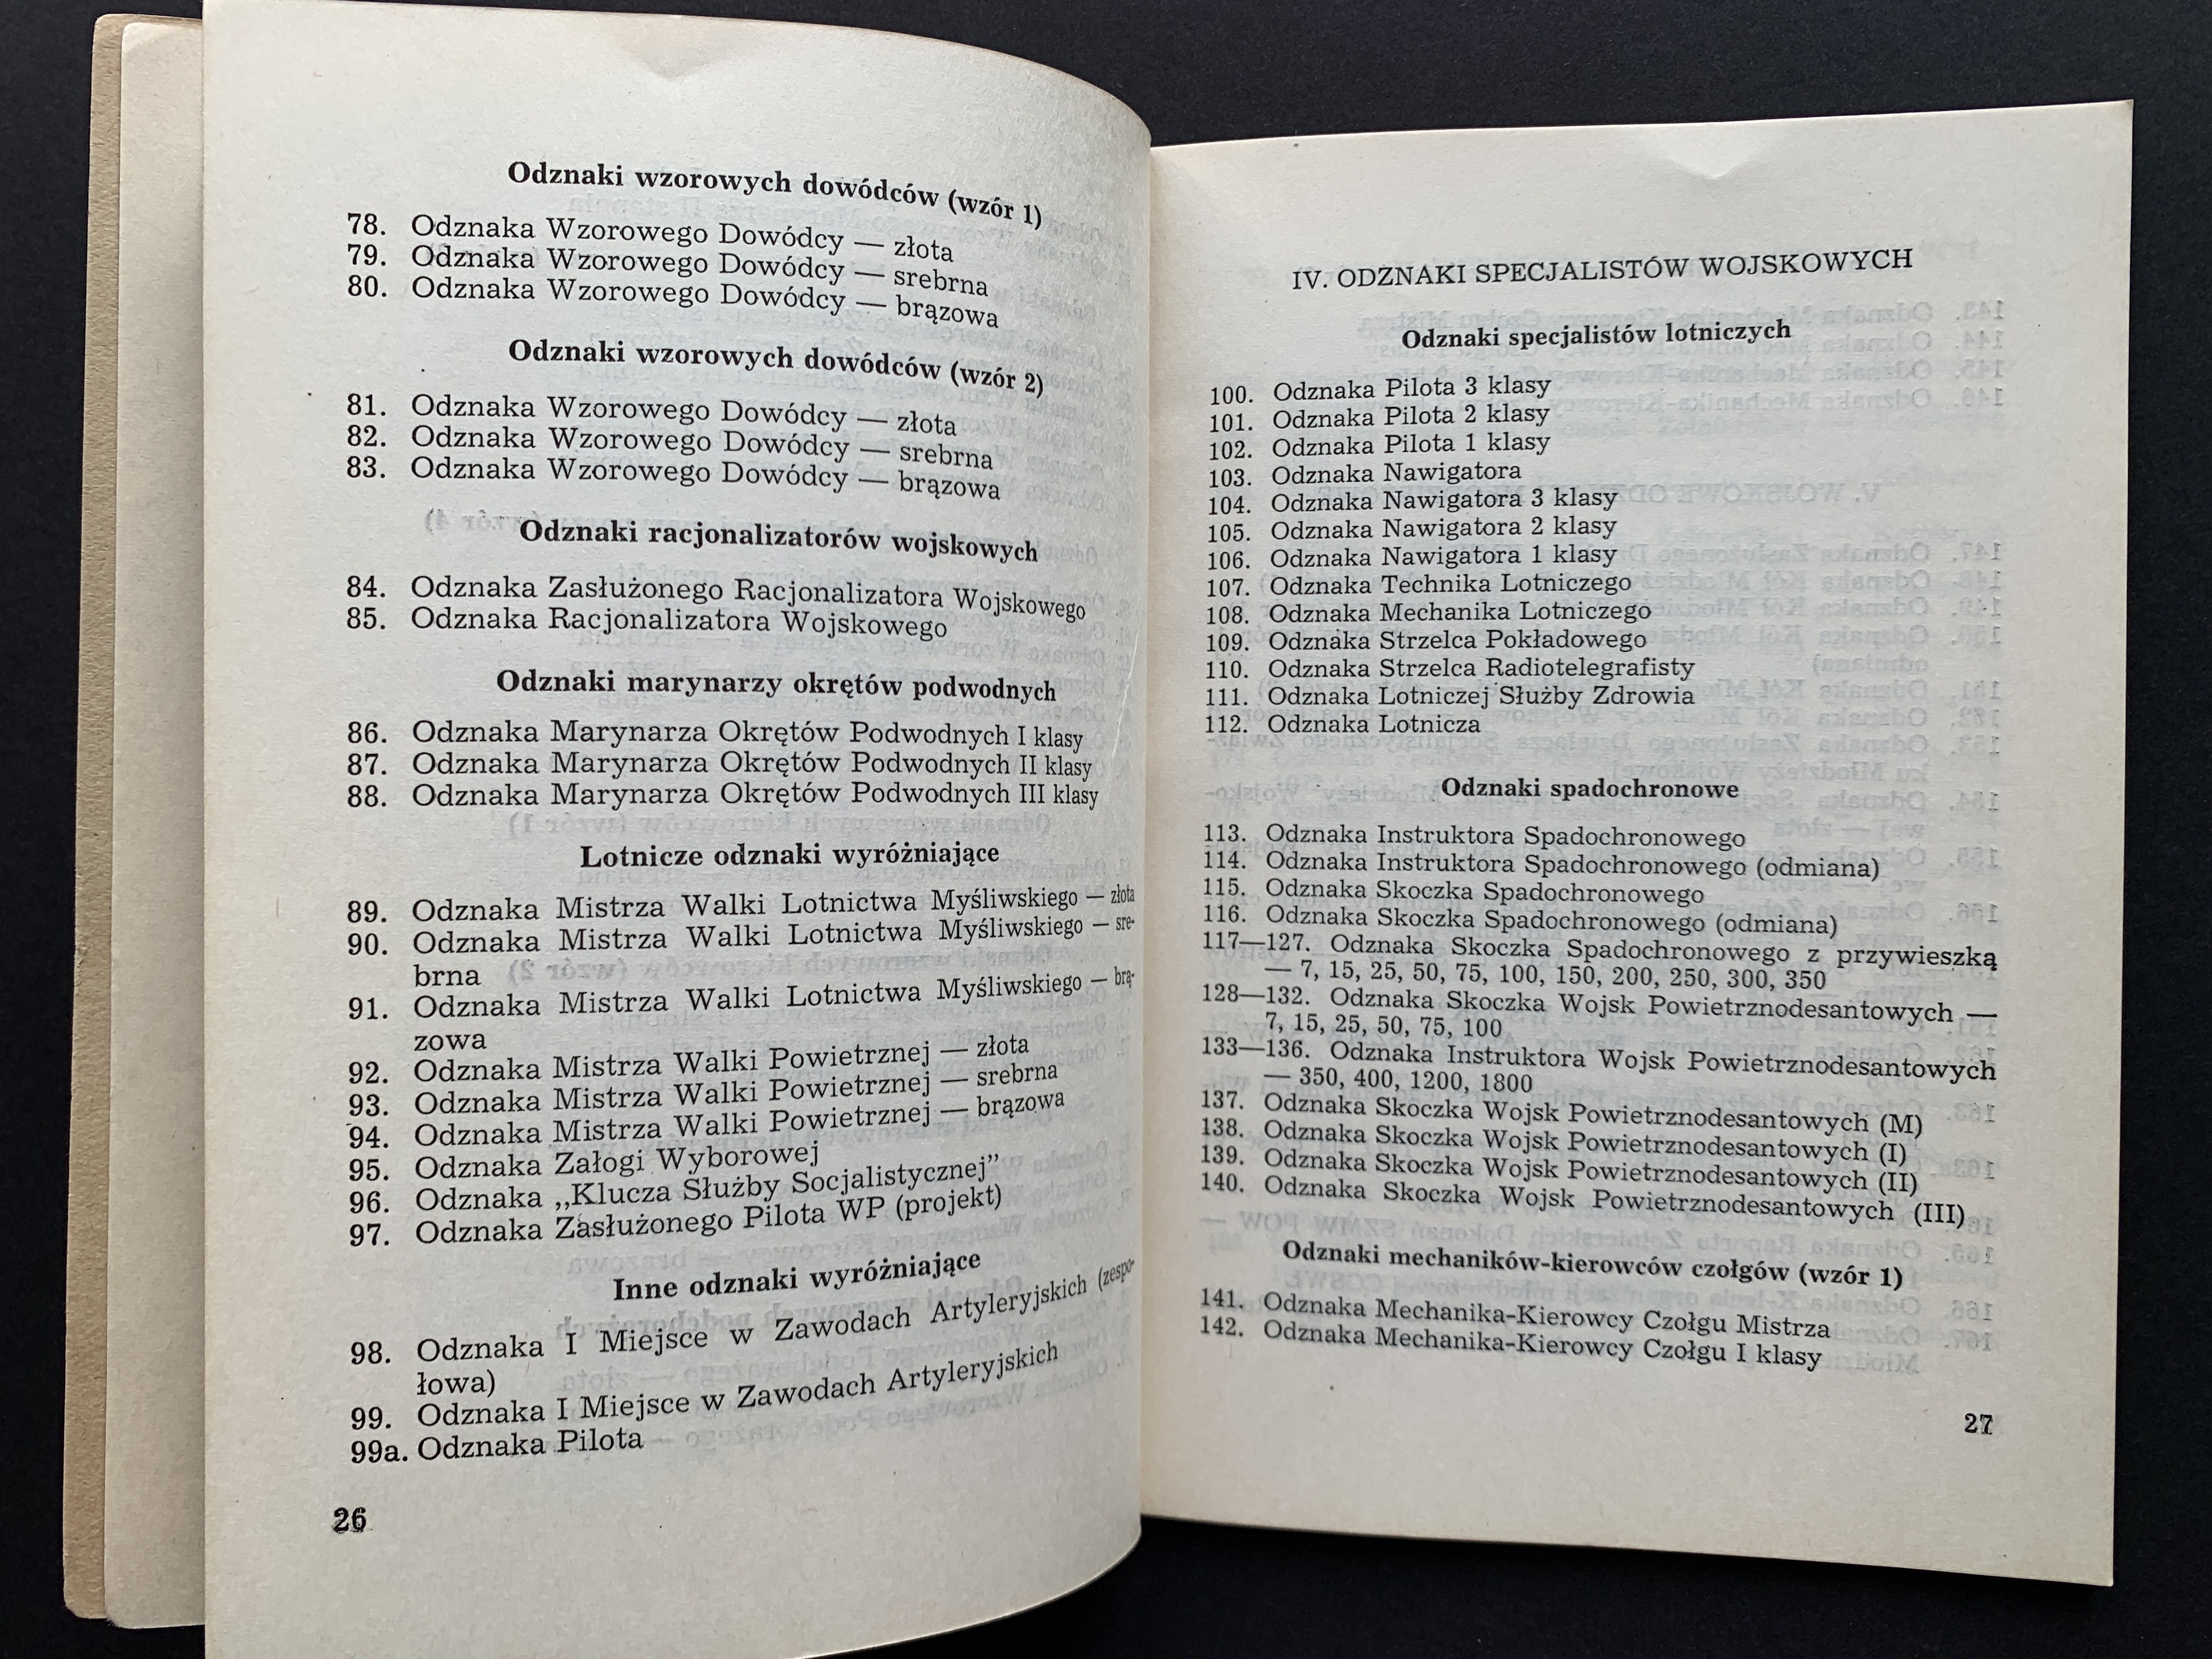 Odznaki wzorowych dowódców (wzór 1)
78. Odznaka Wzorowego Dowódcy — złota
79. Odznaka Wzorowego Dowódcy — srebrna
80. Odznaka Wzorowego Dowódcy — brązowa
Odznaki wzorowych dowódców (wzór 2)
81. Odznaka Wzorowego Dowódcy — złota
82. Odznaka Wzorowego Dowódcy — srebrna
83. Odznaka Wzorowego Dowódcy — brązowa
Odznaki racjonalizatorów wojskowych
84. Odznaka Zasłużonego Racjonalizatora Wojskowego
85. Odznaka Racjonalizatora Wojskowego
Odznaki marynarzy okrętów podwodnych
86. Odznaka Marynarza Okrętów Podwodnych I klasy
87. Odznaka Marynarza Okrętów Podwodnych II klasy
88. Odznaka Marynarza Okrętów Podwodnych III klasy
Lotnicze odznaki wyróżniające
89. Odznaka Mistrza Walki Lotnictwa Myśliwskiego — złota
90. Odznaka Mistrza Walki Lotnictwa Myśliwskiego — sre-
brna
91. Odznaka Mistrza Walki Lotnictwa Myśliwskiego — brą-
zowa
92. Odznaka Mistrza Walki Powietrznej — złota
93. Odznaka Mistrza Walki Powietrznej — srebrna
94. Odznaka Mistrza Walki Powietrznej — brązowa
95. Odznaka Załogi Wyborowej
96. Odznaka ,,Klucza Służby Socjalistycznej”
97. Odznaka Zasłużonego Pilota WP (projekt)
Inne odznaki wyróżniające
98. Odznaka I Miejsce w Zawodach Artyleryjskich (zespo-
łowa)
99. Odznaka I Miejsce w Zawodach Artyleryjskich
99a. Odznaka Pilota
26
IV. ODZNAKI SPECJALISTÓW WOJSKOWYCH
Odznaki specjalistów lotniczych
100. Odznaka Pilota 3 klasy
101. Odznaka Pilota 2 klasy
102. Odznaka Pilota 1 klasy
103. Odznaka Nawigatora
104. Odznaka Nawigatora 3 klasy
105. Odznaka Nawigatora 2 klasy
106. Odznaka Nawigatora 1 klasy
107. Odznaka Technika Lotniczego
108. Odznaka Mechanika Lotniczego
109. Odznaka Strzelca Pokładowego
110. Odznaka Strzelca Radiotelegrafisty
111. Odznaka Lotniczej Służby Zdrowia
112. Odznaka Lotnicza
Odznaki spadochronowe
113. Odznaka Instruktora Spadochronowego
114. Odznaka Instruktora Spadochronowego (odmiana)
115. Odznaka Skoczka Spadochronowego
116. Odznaka Skoczka Spadochronowego (odmiana)
117—127. Odznaka Skoczka Spadochronowego z przywieszką
— 7, 15, 25, 50, 75, 100, 150, 200, 250, 300, 350
128—132. Odznaka Skoczka Wojsk Powietrznodesantowych —
7, 15, 25, 50, 75, 100
133—136. Odznaka Instruktora Wojsk Powietrznodesantowych
— 350, 400, 1200, 1800
137. Odznaka Skoczka Wojsk Powietrznodesantowych (M)
138. Odznaka Skoczka Wojsk Powietrznodesantowych (I)
139. Odznaka Skoczka Wojsk Powietrznodesantowych (II)
140. Odznaka Skoczka Wojsk Powietrznodesantowych (III)
Odznaki mechaników-kierowców czołgów (wzór 1)
141. Odznaka Mechanika-Kierowcy Czołgu Mistrza
142. Odznaka Mechanika-Kierowcy Czołgu I klasy
27